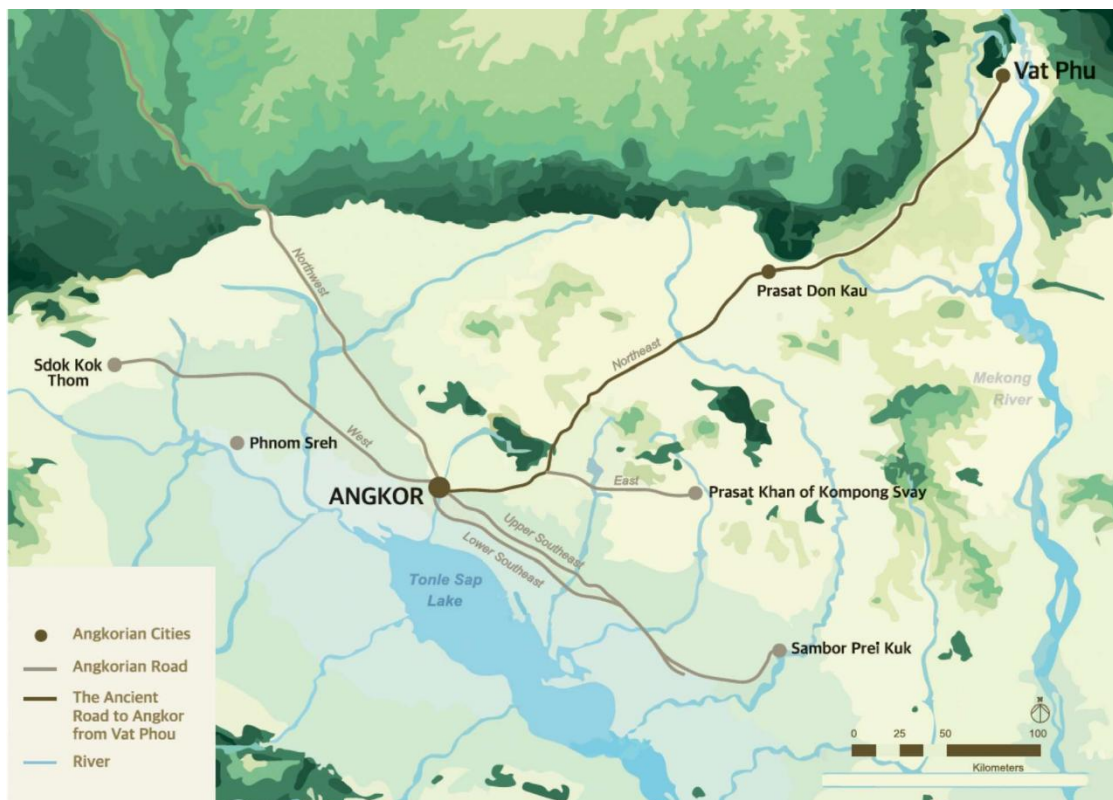 Vat Phu
Northwest
Prasat Don Kau
Northeast
Sdok Kok
Thom
Mekong
River
West
Phnom Sreh
ANGKOR
East
Prasat Khan of Kompong Svay
Upper Southeast
Lower Southeast
Tonle Sap
Lake
Sambor Prei Kuk
Angkorian Cities
Angkorian Road
The Ancient
Road to Angkor
from Vat Phou
River
N
0 25 50 100
Kilometers